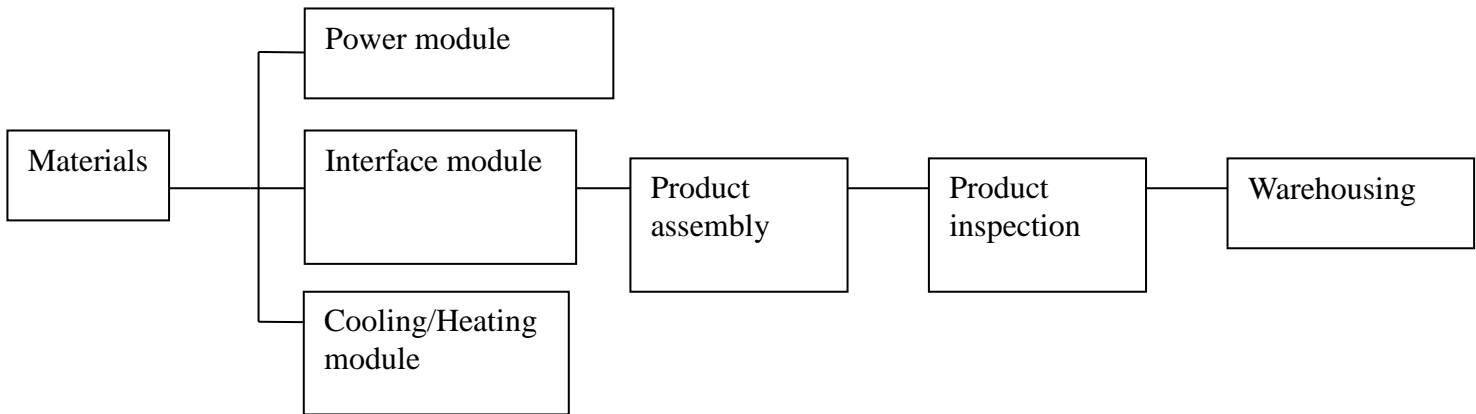 Power module
Materials
Interface module
Product
assembly
Product
inspection
Warehousing
Cooling/Heating
module